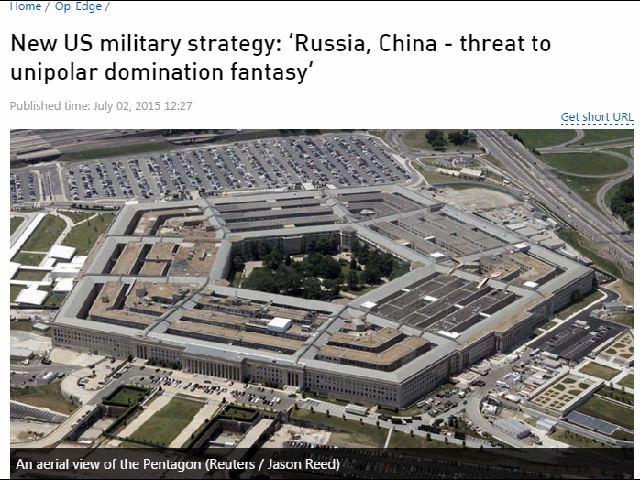 Home / Op-Edge /
New US military strategy: ‘Russia, China - threat to
unipolar domination fantasy’
Published time: July 02, 2015 12:27
Get short URL
An aerial view of the Pentagon (Reuters / Jason Reed)